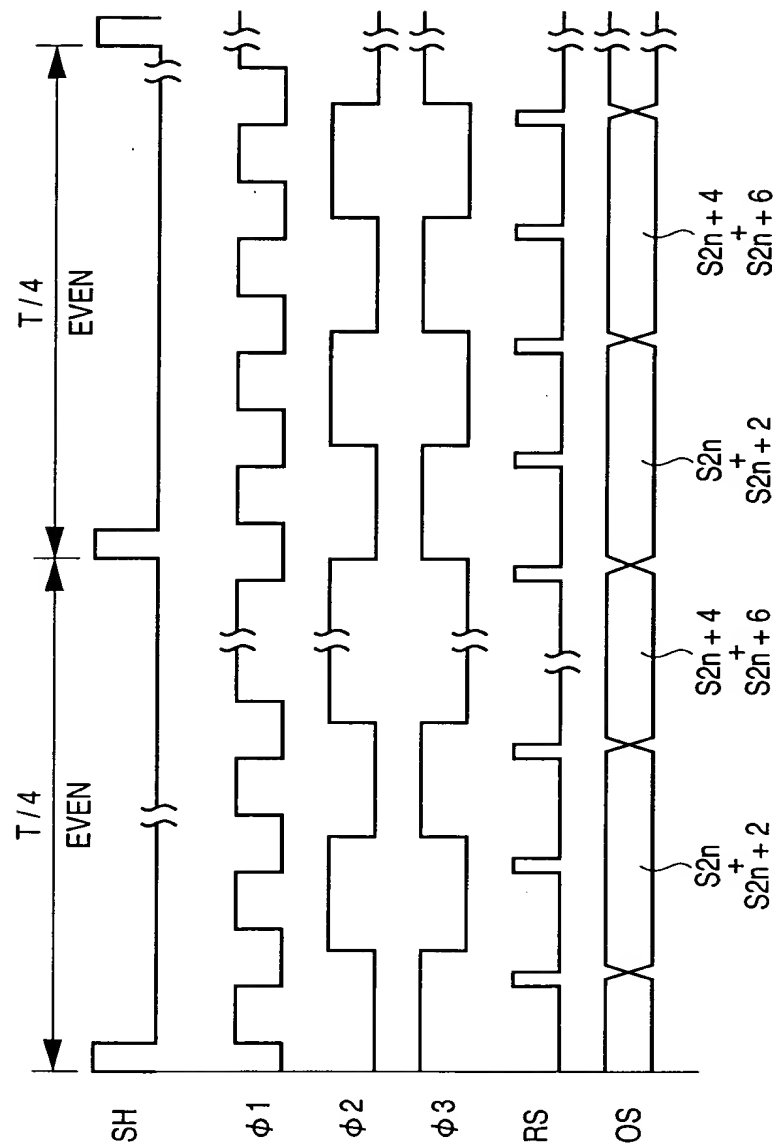 T/4
EVEN
T/4
EVEN
SH
φ1
φ2
φ3
RS
OS
S2n
+
S2n+2
S2n+4
+
S2n+6
S2n
+
S2n+2
S2n+4
+
S2n+6